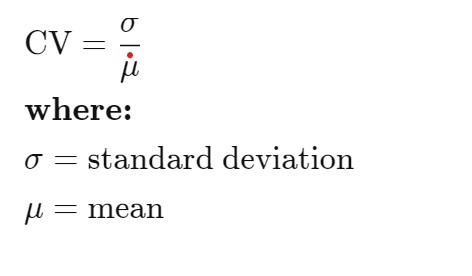 CV = σ/μ
where:
σ = standard deviation
μ = mean